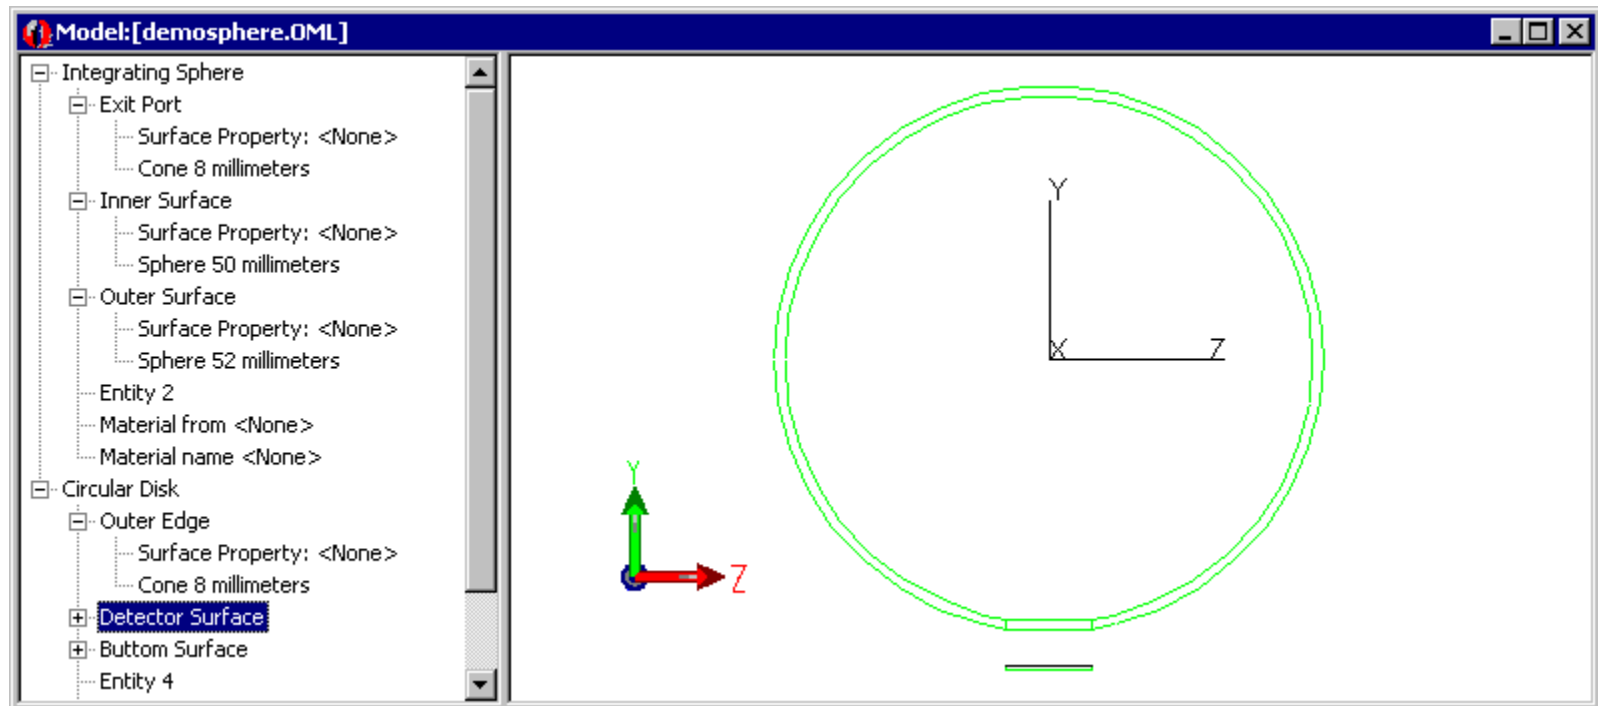 Model:[demosphere.OML]
Integrating Sphere
Exit Port
Surface Property: <None>
Cone 8 millimeters
Inner Surface
Surface Property: <None>
Sphere 50 millimeters
Outer Surface
Surface Property: <None>
Sphere 52 millimeters
Entity 2
Material from <None>
Material name <None>
Circular Disk
Outer Edge
Surface Property: <None>
Cone 8 millimeters
Detector Surface
Buttom Surface
Entity 4
Y
X Z
Y
Z